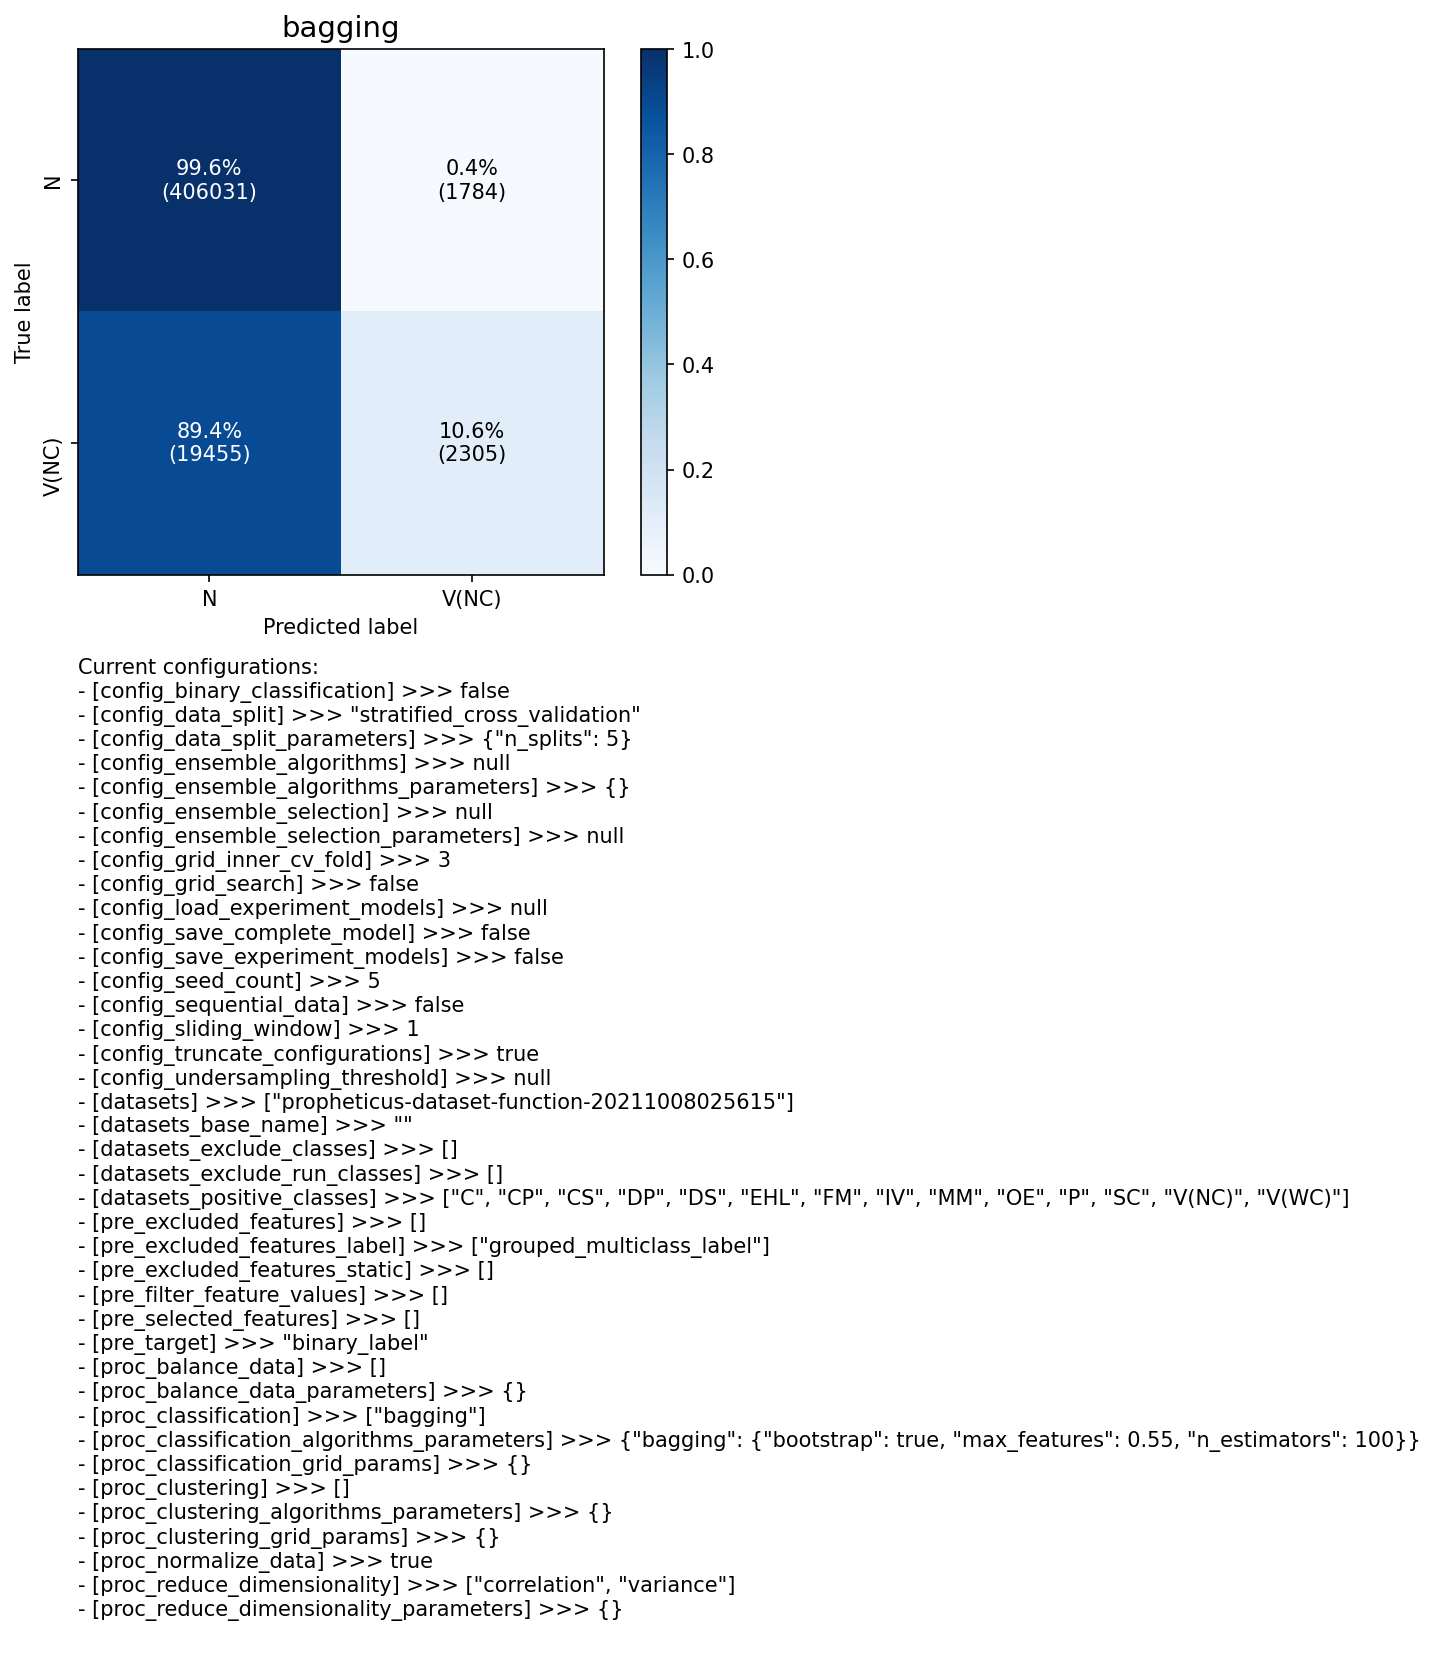 bagging
99.6%
(406031)
0.4%
(1784)
89.4%
(19455)
10.6%
(2305)
True label
N
V(NC)
N
V(NC)
Predicted label
1.0
0.8
0.6
0.4
0.2
0.0
Current configurations:
- [config_binary_classification] >>> false
- [config_data_split] >>> "stratified_cross_validation"
- [config_data_split_parameters] >>> {"n_splits": 5}
- [config_ensemble_algorithms] >>> null
- [config_ensemble_algorithms_parameters] >>> {}
- [config_ensemble_selection] >>> null
- [config_ensemble_selection_parameters] >>> null
- [config_grid_inner_cv_fold] >>> 3
- [config_grid_search] >>> false
- [config_load_experiment_models] >>> null
- [config_save_complete_model] >>> false
- [config_save_experiment_models] >>> false
- [config_seed_count] >>> 5
- [config_sequential_data] >>> false
- [config_sliding_window] >>> 1
- [config_truncate_configurations] >>> true
- [config_undersampling_threshold] >>> null
- [datasets] >>> ["propheticus-dataset-function-20211008025615"]
- [datasets_base_name] >>> ""
- [datasets_exclude_classes] >>> []
- [datasets_exclude_run_classes] >>> []
- [datasets_positive_classes] >>> ["C", "CP", "CS", "DP", "DS", "EHL", "FM", "IV", "MM", "OE", "P", "SC", "V(NC)", "V(WC)"]
- [pre_excluded_features] >>> []
- [pre_excluded_features_label] >>> ["grouped_multiclass_label"]
- [pre_excluded_features_static] >>> []
- [pre_filter_feature_values] >>> []
- [pre_selected_features] >>> []
- [pre_target] >>> "binary_label"
- [proc_balance_data] >>> []
- [proc_balance_data_parameters] >>> {}
- [proc_classification] >>> ["bagging"]
- [proc_classification_algorithms_parameters] >>> {"bagging": {"bootstrap": true, "max_features": 0.55, "n_estimators": 100}}
- [proc_classification_grid_params] >>> {}
- [proc_clustering] >>> []
- [proc_clustering_algorithms_parameters] >>> {}
- [proc_clustering_grid_params] >>> {}
- [proc_normalize_data] >>> true
- [proc_reduce_dimensionality] >>> ["correlation", "variance"]
- [proc_reduce_dimensionality_parameters] >>> {}